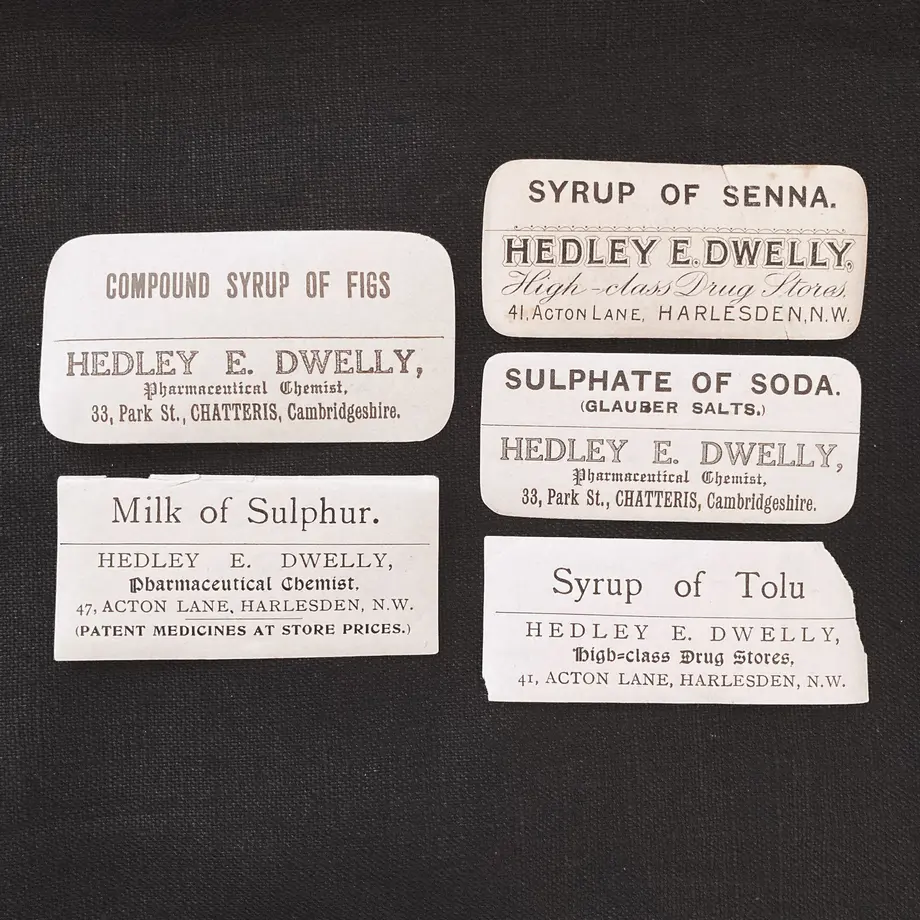 COMPOUND SYRUP OF FIGS
HEDLEY E. DWELLY,
Pharmaceutical Chemist,
33, Park St., CHATTERIS, Cambridgeshire.
Milk of Sulphur.
HEDLEY E. DWELLY,
Pharmaceutical Chemist,
47, ACTON LANE, HARLESDEN, N.W.
(PATENT MEDICINES AT STORE PRICES.)
SYRUP OF SENNA.
HEDLEY E. DWELLY,
High-class Drug Stores,
41, ACTON LANE, HARLESDEN, N.W.
SULPHATE OF SODA.
(GLAUBER SALTS.)
HEDLEY E. DWELLY,
Pharmaceutical Chemist,
33, Park St., CHATTERIS, Cambridgeshire.
Syrup of Tolu
HEDLEY E. DWELLY,
High=class Drug Stores,
41, ACTON LANE, HARLESDEN, N.W.